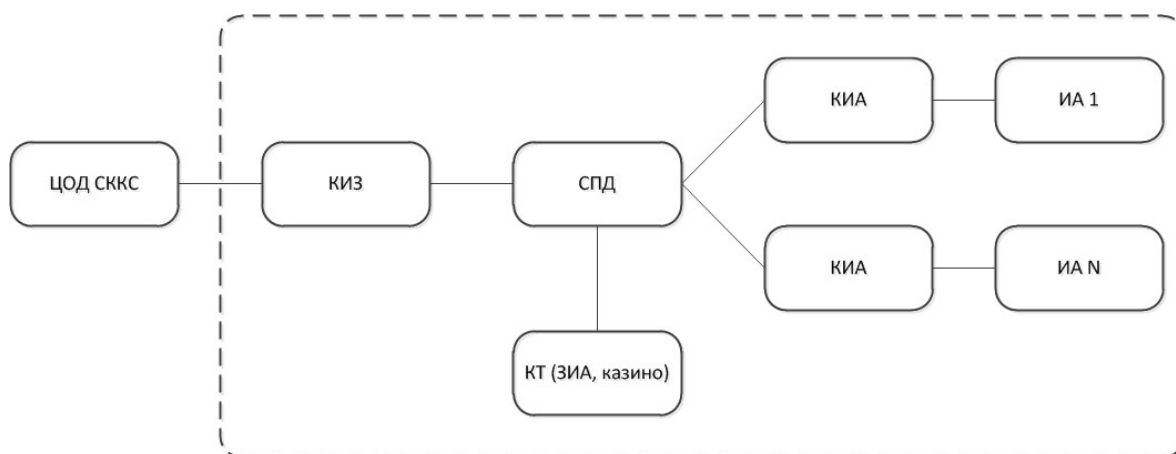 КИА
ИА 1
ЦОД СККС
КИЗ
СПД
КИА
ИА N
КТ (ЗИА, казино)